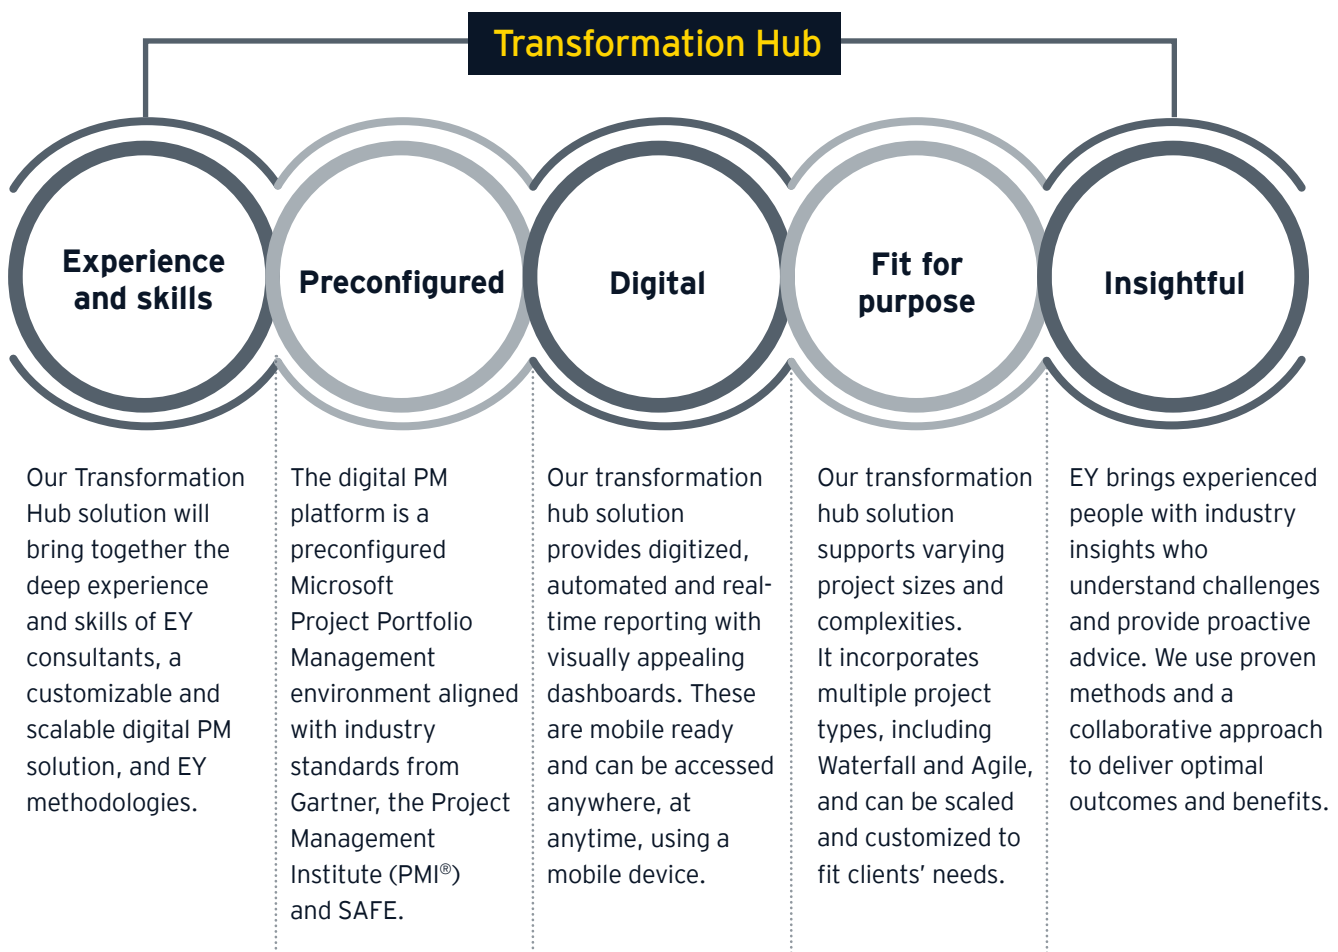 Transformation Hub
Experience
and skills
Preconfigured
Digital
Fit for
purpose
Insightful
Our Transformation
Hub solution will
bring together the
deep experience
and skills of EY
consultants, a
customizable and
scalable digital PM
solution, and EY
methodologies.
The digital PM
platform is a
preconfigured
Microsoft
Project Portfolio
Management
environment aligned
with industry
standards from
Gartner, the Project
Management
Institute (PMI®)
and SAFE.
Our transformation
hub solution
provides digitized,
automated and real-
time reporting with
visually appealing
dashboards. These
are mobile ready
and can be accessed
anywhere, at
anytime, using a
mobile device.
Our transformation
hub solution
supports varying
project sizes and
complexities.
It incorporates
multiple project
types, including
Waterfall and Agile,
and can be scaled
and customized to
fit clients’ needs.
EY brings experienced
people with industry
insights who
understand challenges
and provide proactive
advice. We use proven
methods and a
collaborative approach
to deliver optimal
outcomes and benefits.